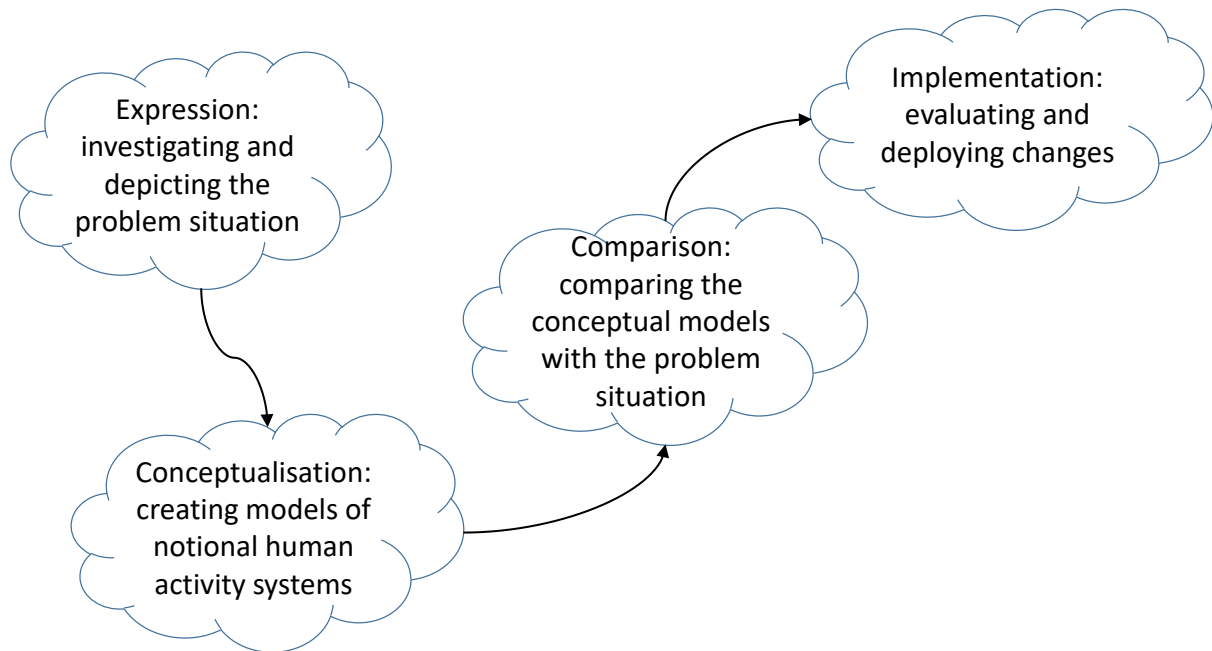 Expression:
investigating and
depicting the
problem situation
Conceptualisation:
creating models of
notional human
activity systems
Comparison:
comparing the
conceptual models
with the problem
situation
Implementation:
evaluating and
deploying changes